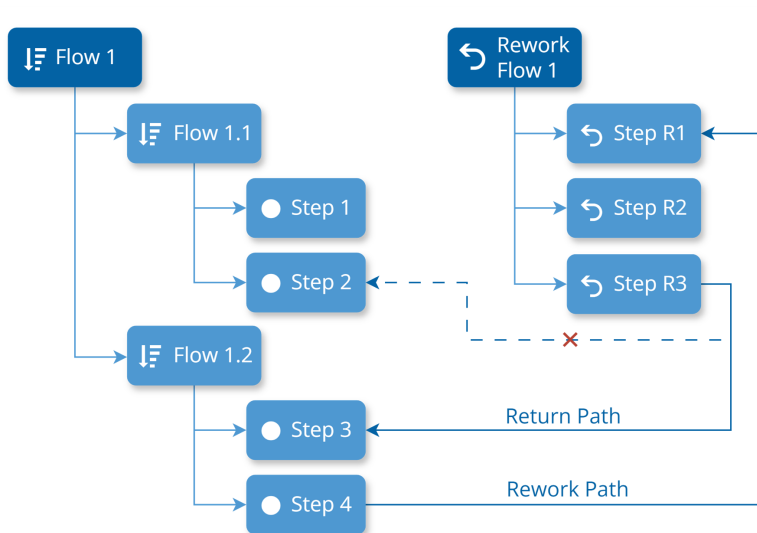 Flow 1
Rework
Flow 1
Flow 1.1
Step R1
Step 1
Step R2
Step 2
Step R3
Flow 1.2
Step 3
Return Path
Step 4
Rework Path